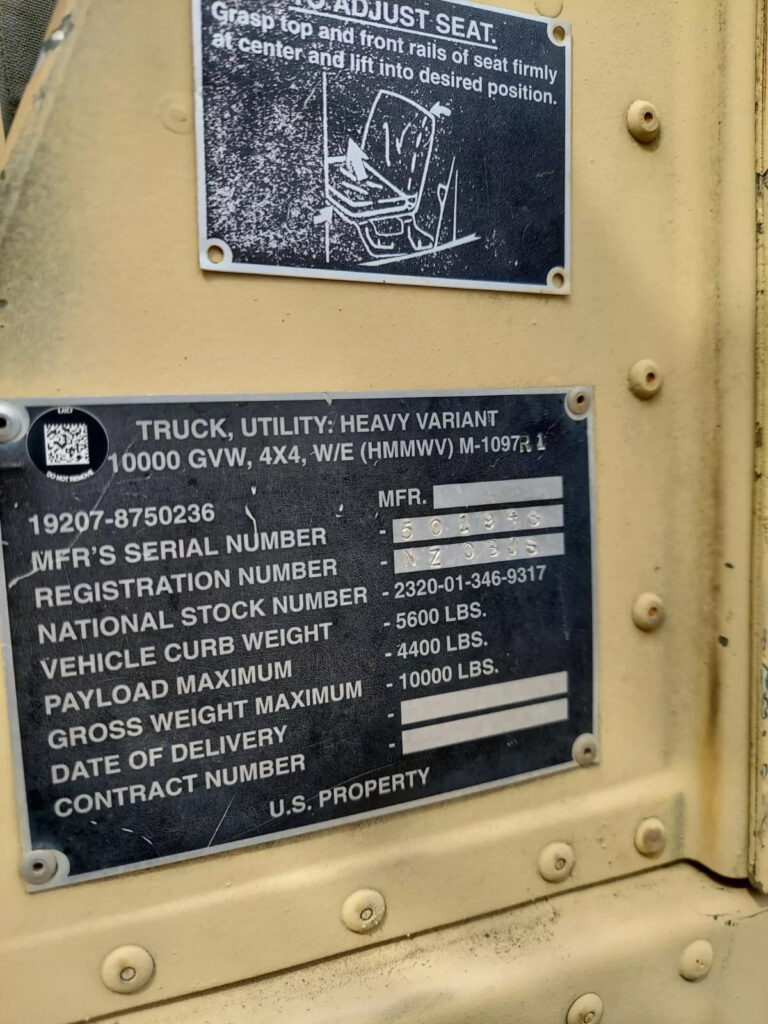 TO ADJUST SEAT.
Grasp top and front rails of seat firmly
at center and lift into desired position.
UID
DO NOT REMOVE
TRUCK, UTILITY: HEAVY VARIANT
10000 GVW, 4X4, W/E (HMMWV) M-1097R1
19207-8750236 MFR.
MFR'S SERIAL NUMBER -
REGISTRATION NUMBER -
NATIONAL STOCK NUMBER - 2320-01-346-9317
VEHICLE CURB WEIGHT - 5600 LBS.
PAYLOAD MAXIMUM - 4400 LBS.
GROSS WEIGHT MAXIMUM - 10000 LBS.
DATE OF DELIVERY -
CONTRACT NUMBER -
U.S. PROPERTY